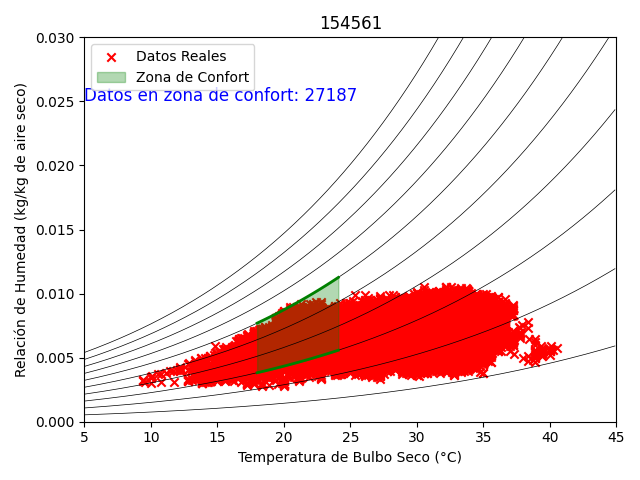 154561
Datos Reales
Zona de Confort
Datos en zona de confort: 27187
Relación de Humedad (kg/kg de aire seco)
0.030
0.025
0.020
0.015
0.010
0.005
0.000
5 10 15 20 25 30 35 40 45
Temperatura de Bulbo Seco (°C)